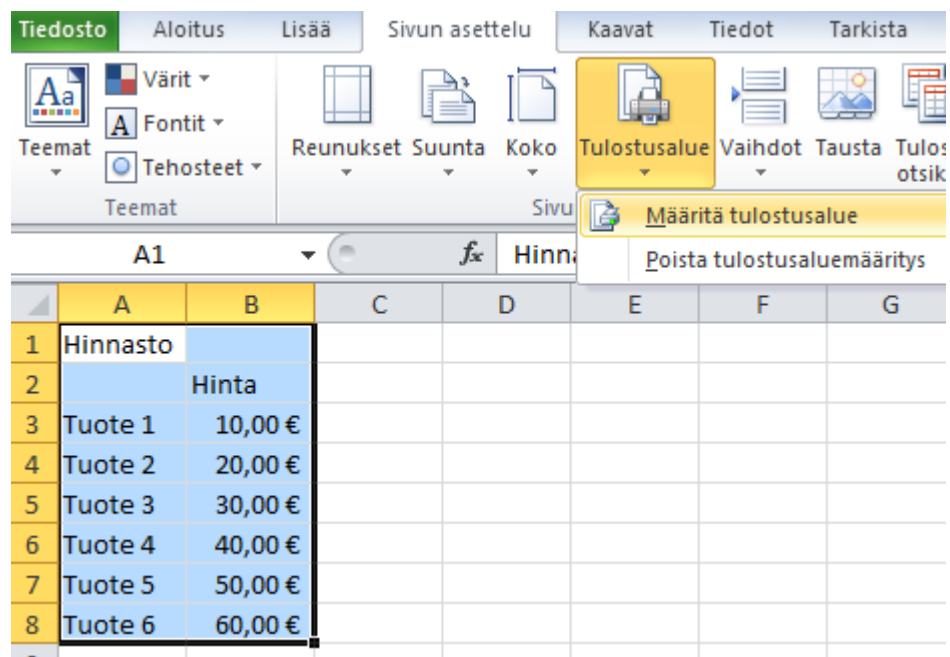 Tiedosto Aloitus Lisää Sivun asettelu Kaavat Tiedot Tarkista
Aa Värit
A Fontit
Tehosteet
Teemat Reunukset Suunta Koko Tulostusalue Vaihdot Tausta
Teemat
Määritä tulostusalue
Poista tulostusaluemääritys
A1 fx
A B C D E F G
1 Hinnasto
2 Hinta
3 Tuote 1 10,00 €
4 Tuote 2 20,00 €
5 Tuote 3 30,00 €
6 Tuote 4 40,00 €
7 Tuote 5 50,00 €
8 Tuote 6 60,00 €